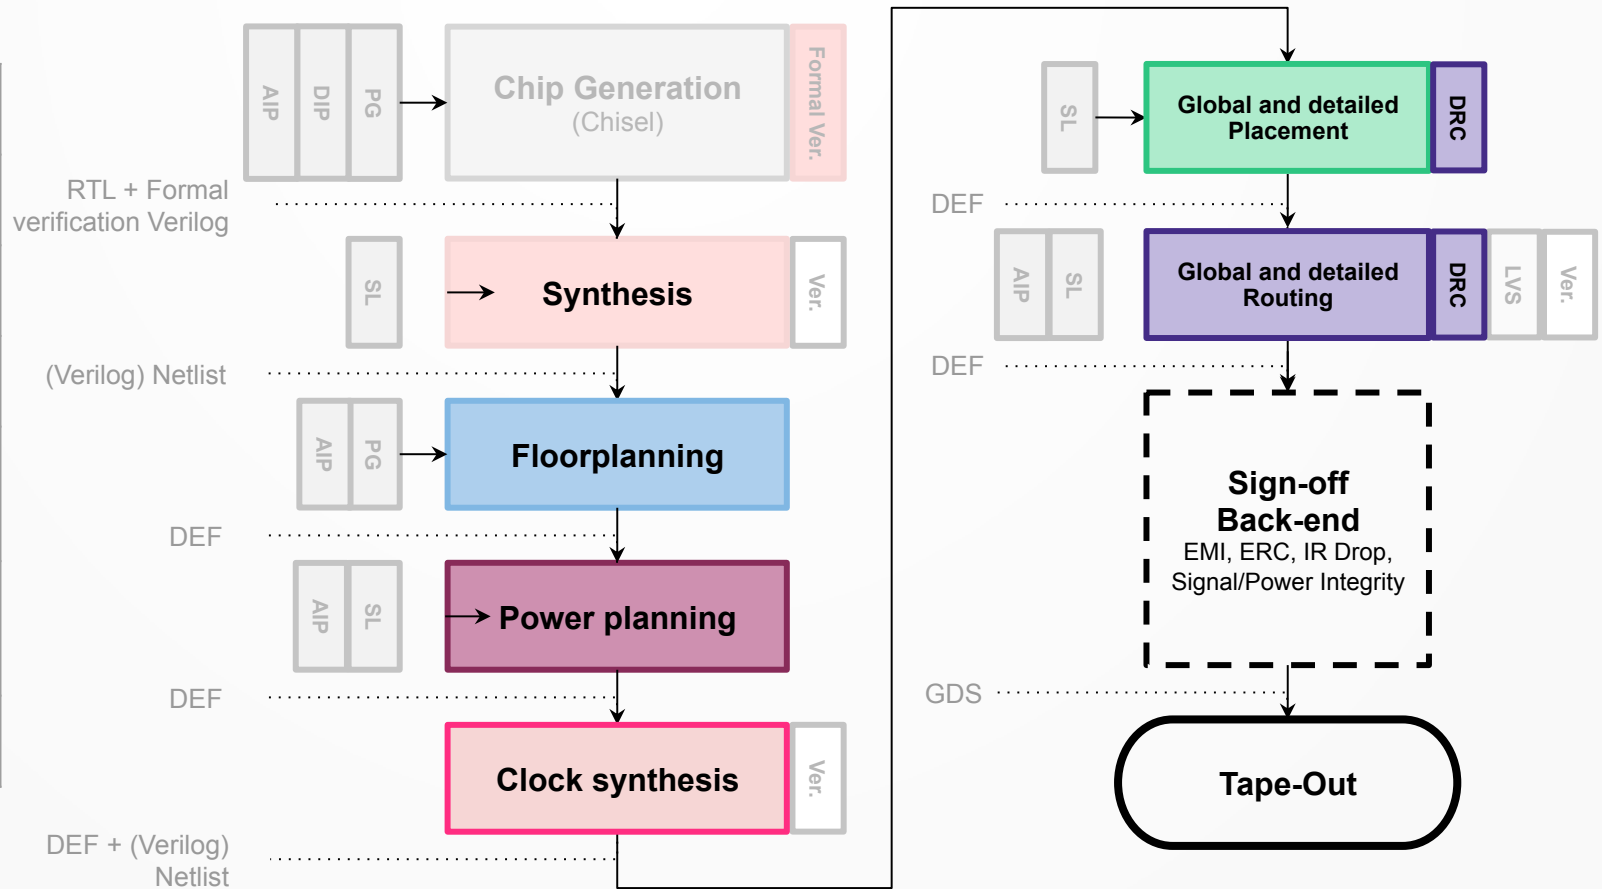 AIP
DIP
PG
Chip Generation
(Chisel)
Formal Ver.
RTL + Formal
verification Verilog
SL
Synthesis
Ver.
(Verilog) Netlist
AIP
PG
Floorplanning
DEF
AIP
SL
Power planning
DEF
Clock synthesis
Ver.
DEF + (Verilog)
Netlist
SL
Global and detailed
Placement
DRC
DEF
AIP
SL
Global and detailed
Routing
DRC
LVS
Ver.
DEF
Sign-off
Back-end
EMI, ERC, IR Drop,
Signal/Power Integrity
GDS
Tape-Out